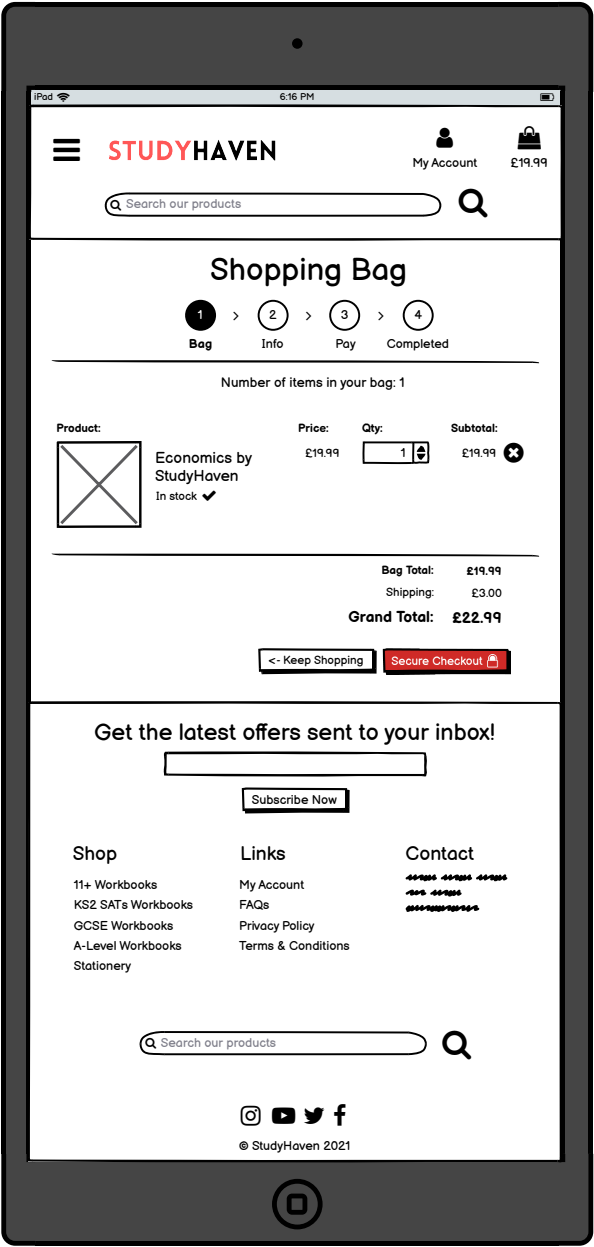 iPad 6:16 PM
STUDYHAVEN
My Account £19.99
Search our products
Shopping Bag
1 > 2 > 3 > 4
Bag Info Pay Completed
Number of items in your bag: 1
Product: Price: Qty: Subtotal:
£19.99 1 £19.99
Economics by
StudyHaven
In stock
Bag Total: £19.99
Shipping: £3.00
Grand Total: £22.99
<- Keep Shopping Secure Checkout
Get the latest offers sent to your inbox!
Subscribe Now
Shop Links Contact
11+ Workbooks My Account
KS2 SATs Workbooks FAQs
GCSE Workbooks Privacy Policy
A-Level Workbooks Terms & Conditions
Stationery
Search our products
© StudyHaven 2021